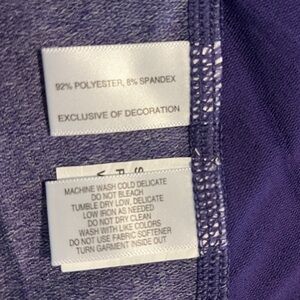 92% POLYESTER, 8% SPANDEX
EXCLUSIVE OF DECORATION
MACHINE WASH COLD DELICATE
DO NOT BLEACH
TUMBLE DRY LOW, DELICATE
LOW IRON AS NEEDED
DO NOT DRY CLEAN
WASH WITH LIKE COLORS
DO NOT USE FABRIC SOFTENER
TURN GARMENT INSIDE OUT